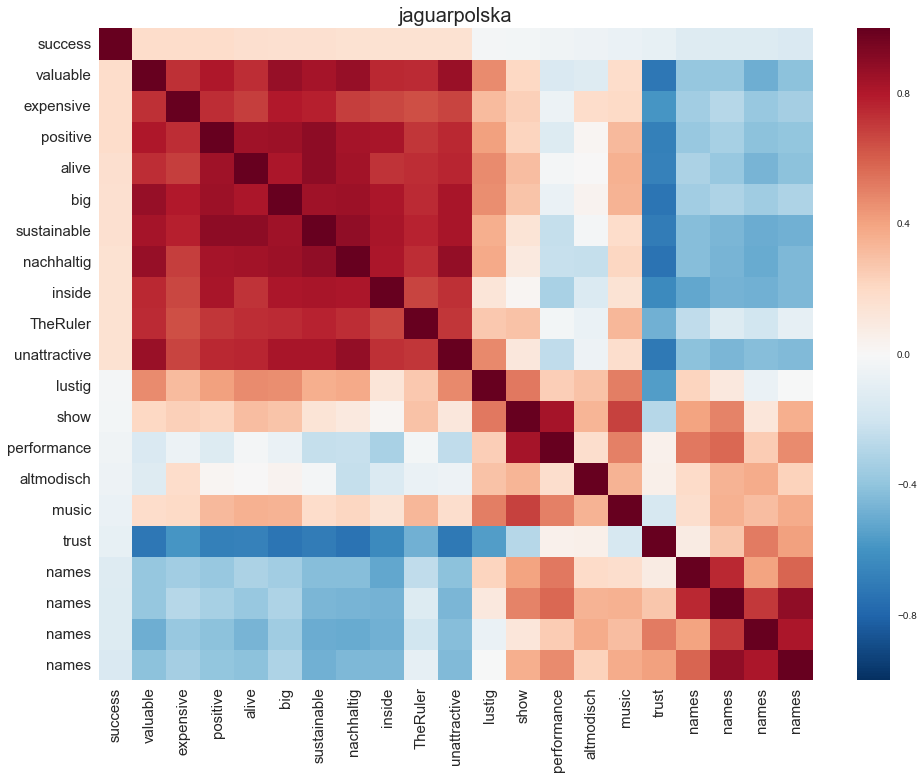 jaguarpolska
success
valuable
expensive
positive
alive
big
sustainable
nachhaltig
inside
TheRuler
unattractive
lustig
show
performance
altmodisch
music
trust
names
names
names
names
0.8
0.4
0.0
−0.4
−0.8
success
valuable
expensive
positive
alive
big
sustainable
nachhaltig
inside
TheRuler
unattractive
lustig
show
performance
altmodisch
music
trust
names
names
names
names